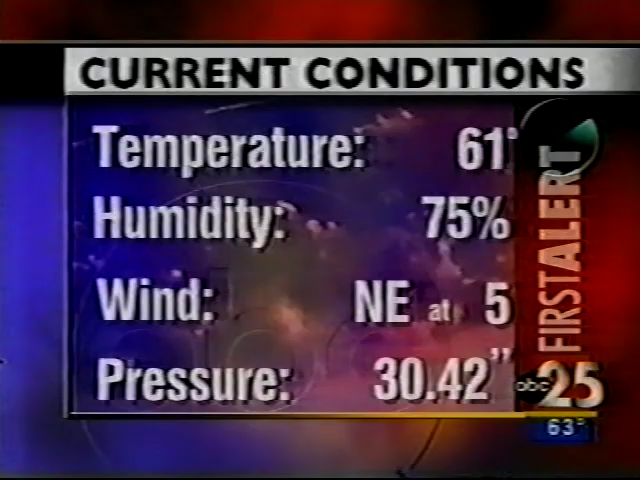 CURRENT CONDITIONS
Temperature: 61°
Humidity: 75%
Wind: NE at 5
Pressure: 30.42"
FIRSTALERT
abc 25
63°